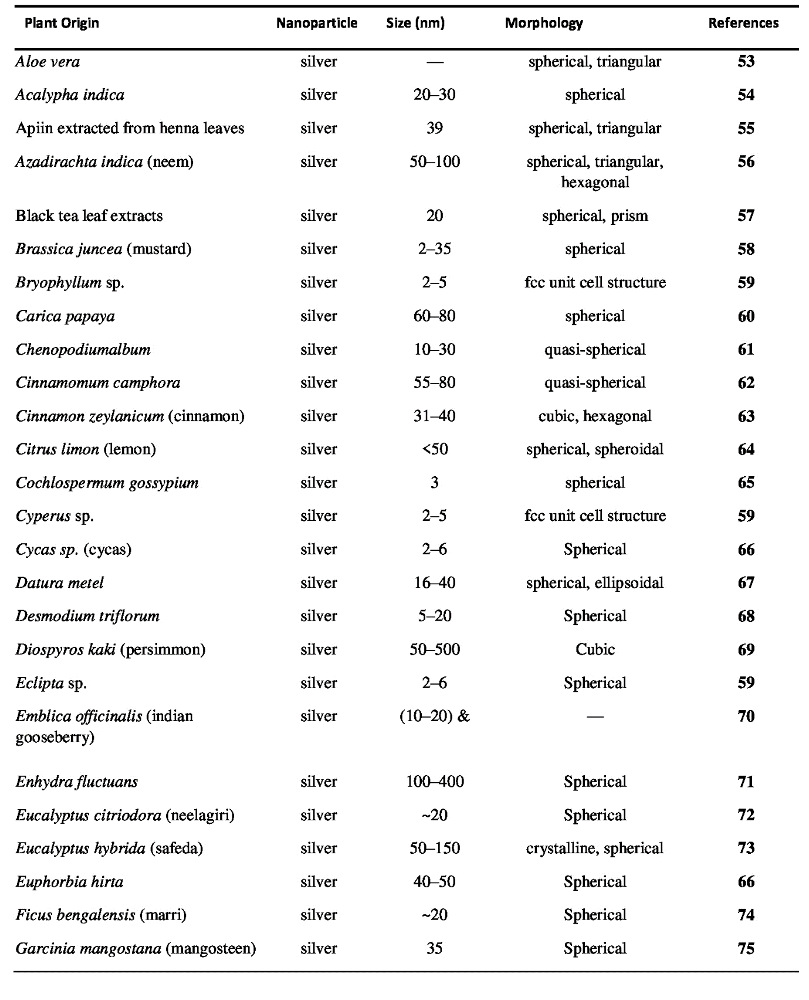 Plant Origin Nanoparticle Size (nm) Morphology References
Aloe vera silver — spherical, triangular 53
Acalypha indica silver 20–30 spherical 54
Apiin extracted from henna leaves silver 39 spherical, triangular 55
Azadirachta indica (neem) silver 50–100 spherical, triangular, 56
hexagonal
Black tea leaf extracts silver 20 spherical, prism 57
Brassica juncea (mustard) silver 2–35 spherical 58
Bryophyllum sp. silver 2–5 fcc unit cell structure 59
Carica papaya silver 60–80 spherical 60
Chenopodiumalbum silver 10–30 quasi-spherical 61
Cinnamomum camphora silver 55–80 quasi-spherical 62
Cinnamon zeylanicum (cinnamon) silver 31–40 cubic, hexagonal 63
Citrus limon (lemon) silver <50 spherical, spheroidal 64
Cochlospermum gossypium silver 3 spherical 65
Cyperus sp. silver 2–5 fcc unit cell structure 59
Cycas sp. (cycas) silver 2–6 Spherical 66
Datura metel silver 16–40 spherical, ellipsoidal 67
Desmodium triflorum silver 5–20 Spherical 68
Diospyros kaki (persimmon) silver 50–500 Cubic 69
Eclipta sp. silver 2–6 Spherical 59
Emblica officinalis (indian silver (10–20) & — 70
gooseberry)
Enhydra fluctuans silver 100–400 Spherical 71
Eucalyptus citriodora (neelagiri) silver ~20 Spherical 72
Eucalyptus hybrida (safeda) silver 50–150 crystalline, spherical 73
Euphorbia hirta silver 40–50 Spherical 66
Ficus bengalensis (marri) silver ~20 Spherical 74
Garcinia mangostana (mangosteen) silver 35 Spherical 75